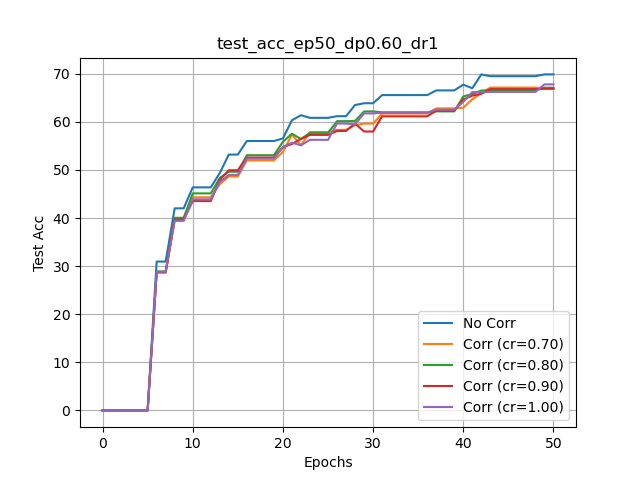 test_acc_ep50_dp0.60_dr1
70
60
50
40
30
20
10
0
Test Acc
0 10 20 30 40 50
Epochs
No Corr
Corr (cr=0.70)
Corr (cr=0.80)
Corr (cr=0.90)
Corr (cr=1.00)